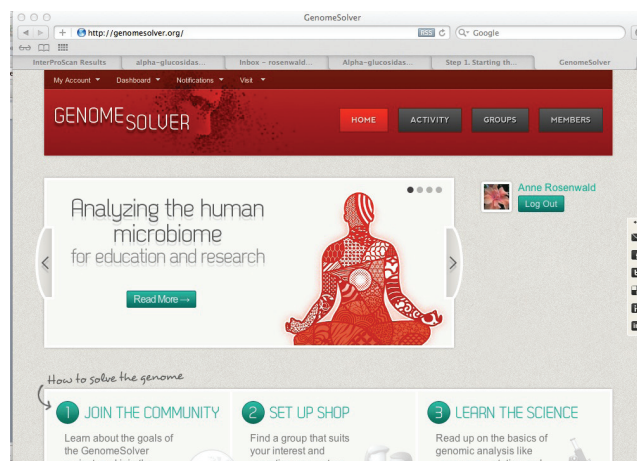 GenomeSolver
http://genomesolver.org/
RSS
Google
InterProScan Results
alpha-glucosidas...
Inbox – rosenwald...
Alpha-glucosidas...
Step 1. Starting th...
GenomeSolver
My Account
Dashboard
Notifications
Visit
GENOME SOLVER
HOME
ACTIVITY
GROUPS
MEMBERS
Analyzing the human
microbiome
for education and research
Read More →
Anne Rosenwald
Log Out
How to solve the genome
1 JOIN THE COMMUNITY
Learn about the goals of
the GenomeSolver
2 SET UP SHOP
Find a group that suits
your interest and
3 LEARN THE SCIENCE
Read up on the basics of
genomic analysis like